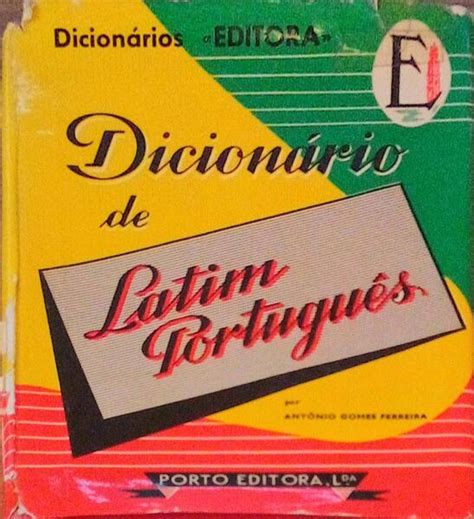 Dicionários «EDITORA»
E
Dicionário
de
Latim
Português
por
ANTÓNIO GOMES FERREIRA
PORTO EDITORA, L.DA